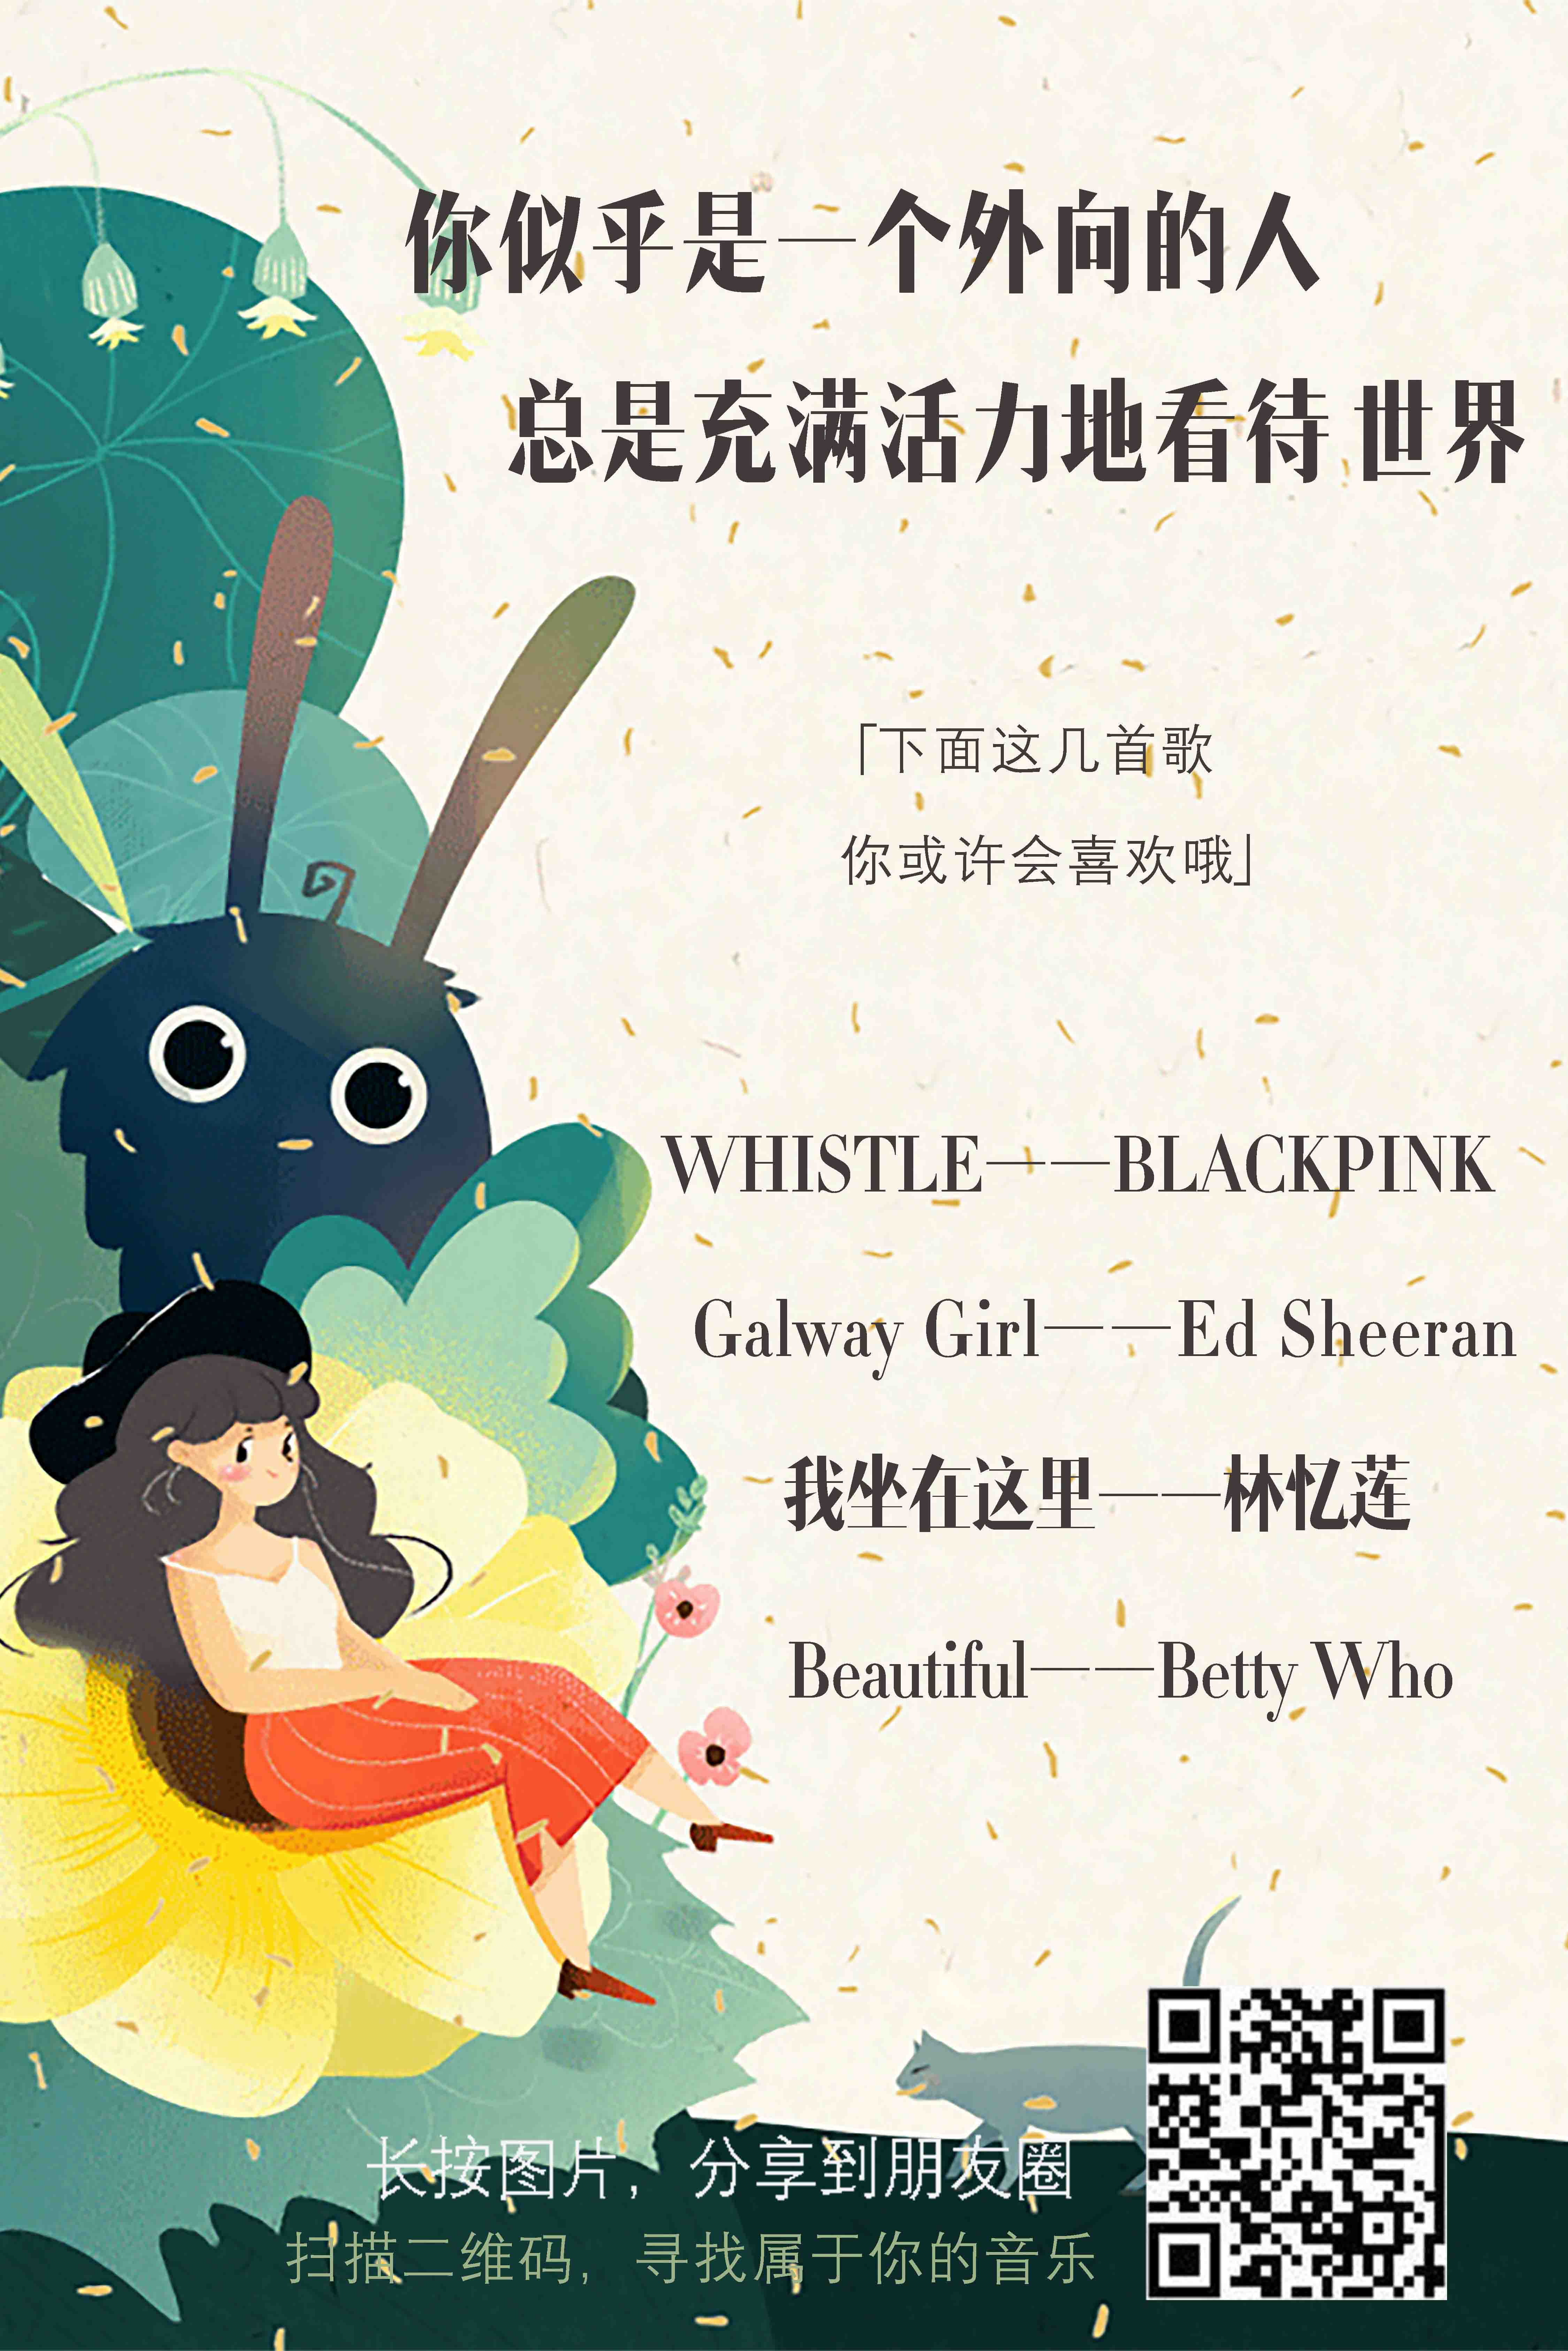 你似乎是一个外向的人
总是充满活力地看待世界
「下面这几首歌
你或许会喜欢哦」
WHISTLE——BLACKPINK
Galway Girl——Ed Sheeran
我坐在这里——林忆莲
Beautiful——Betty Who
长按图片，分享到朋友圈
扫描二维码，寻找属于你的音乐